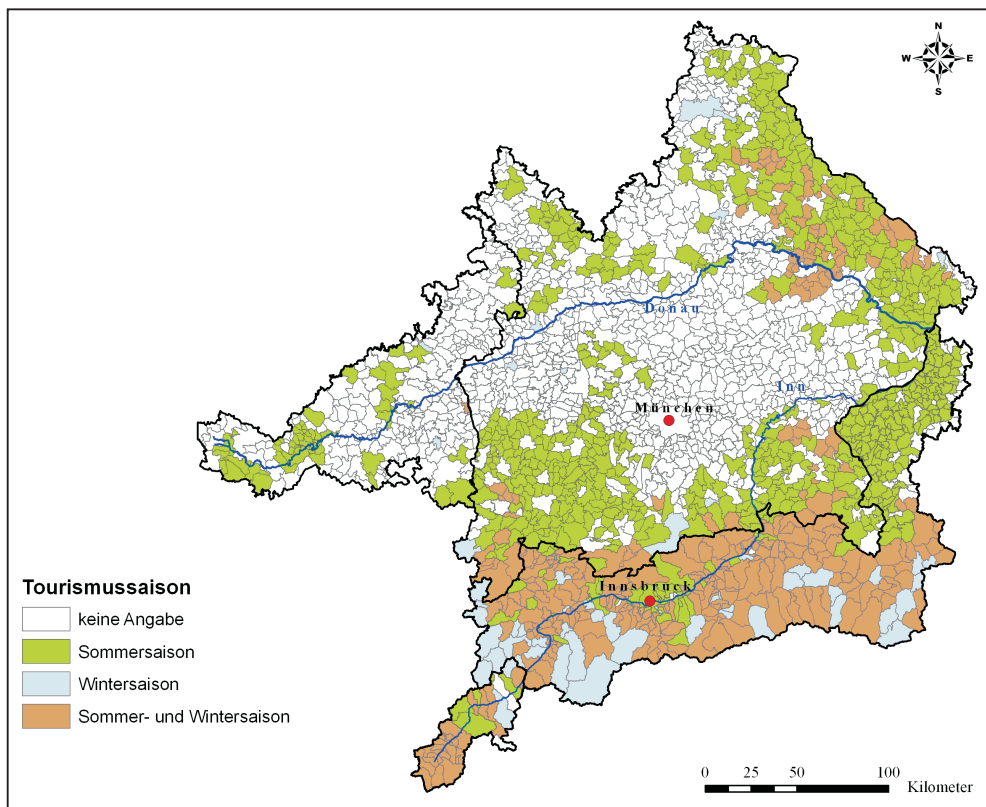 N
W E
S
Donau
Inn
München
Innsbruck
Tourismussaison
keine Angabe
Sommersaison
Wintersaison
Sommer- und Wintersaison
0 25 50 100
Kilometer